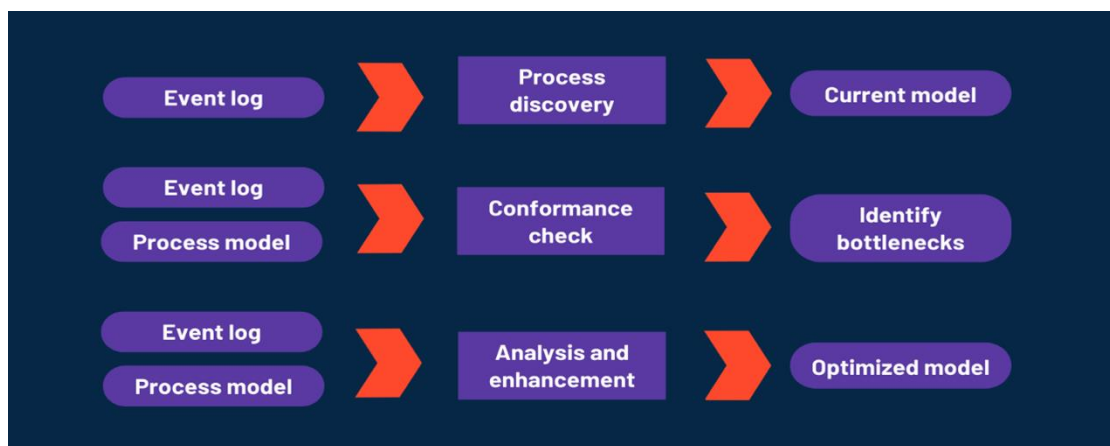 Event log
Process
discovery
Current model
Event log
Process model
Conformance
check
Identify
bottlenecks
Event log
Process model
Analysis and
enhancement
Optimized model